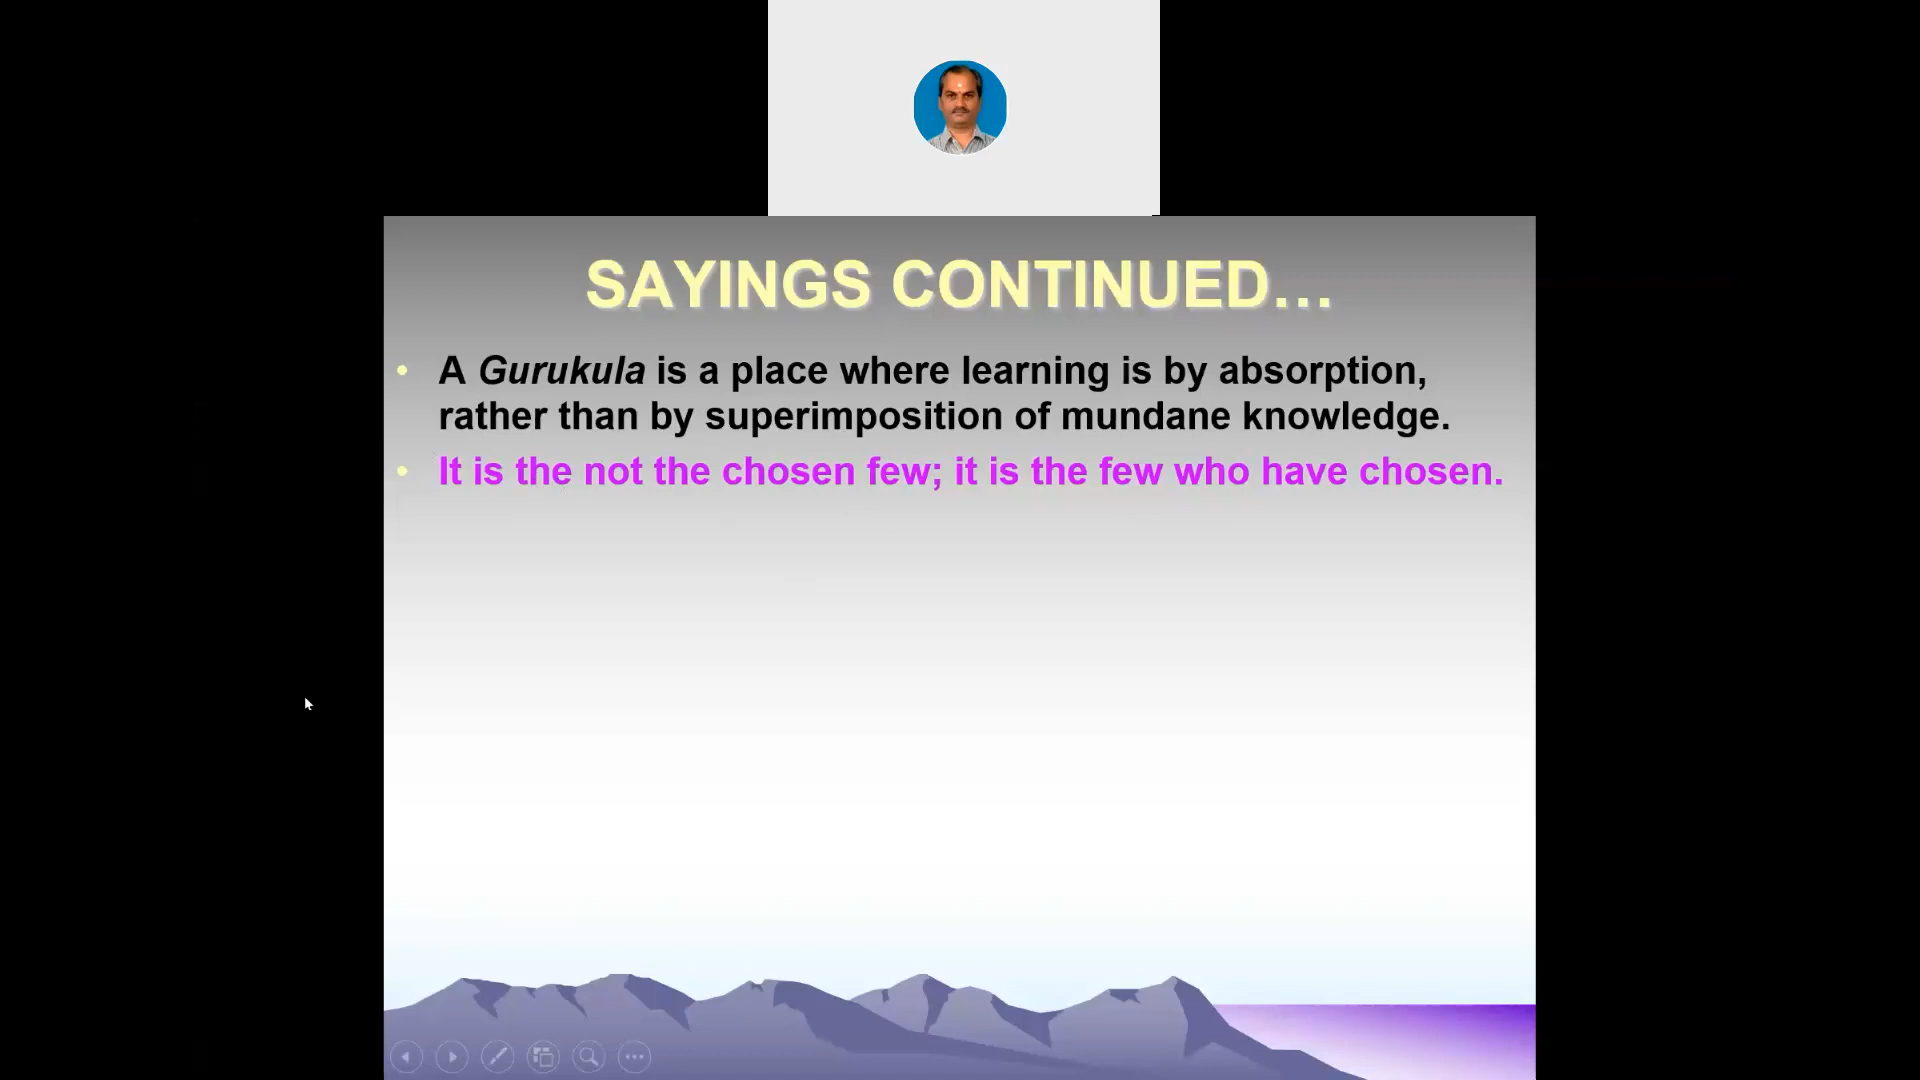 SAYINGS CONTINUED...
• A Gurukula is a place where learning is by absorption,
rather than by superimposition of mundane knowledge.
• It is the not the chosen few; it is the few who have chosen.